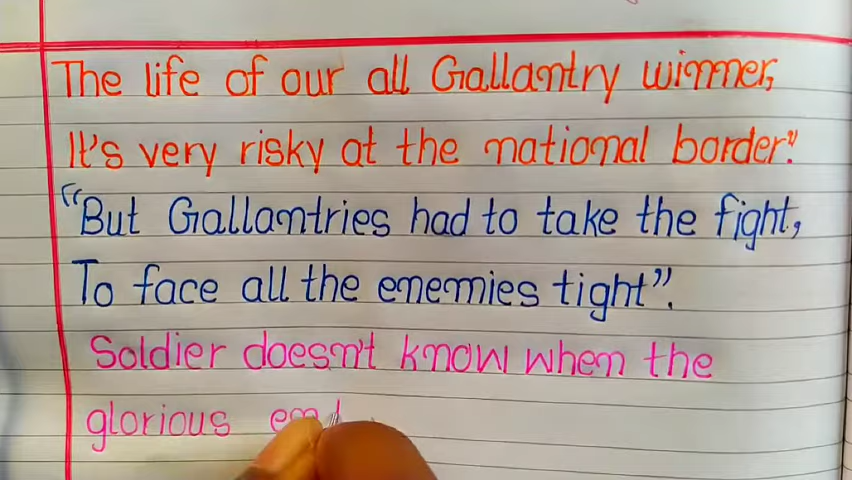 The life of our all Gallantry winner,
It's very risky at the national border".
"But Gallantries had to take the fight,
To face all the enemies tight".
Soldier doesn't know when the
glorious